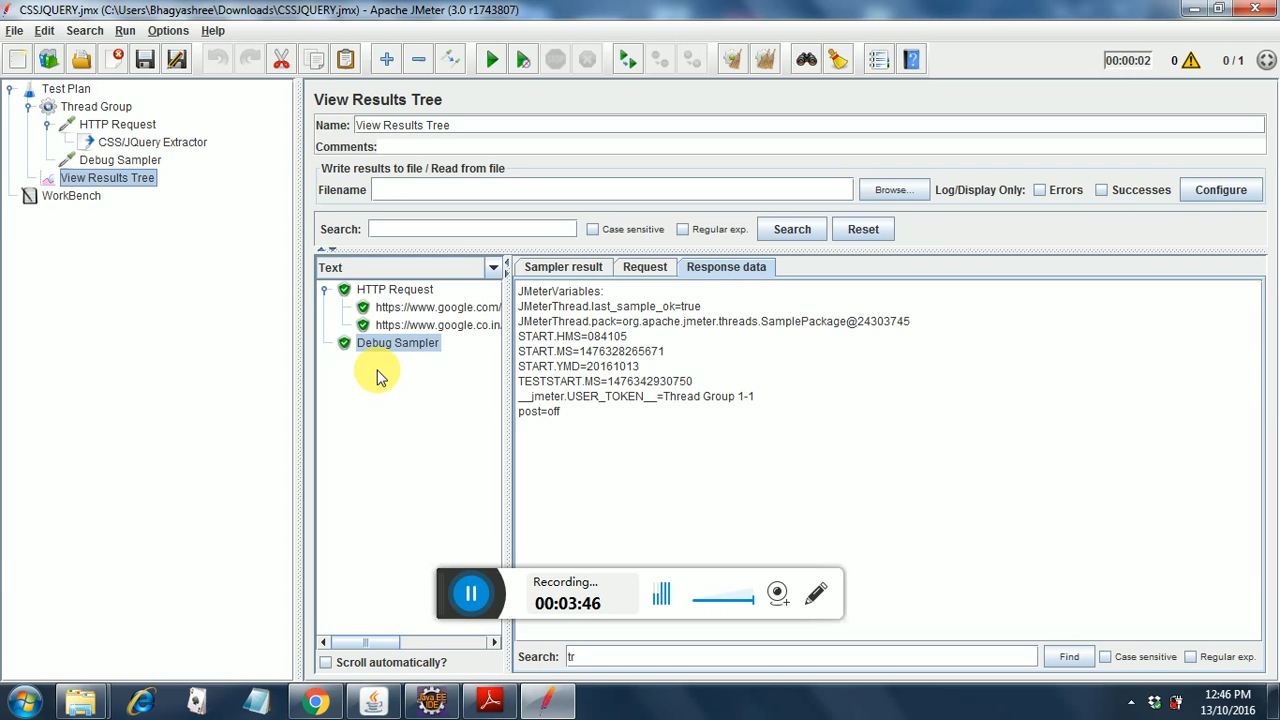 CSSJQUERY.jmx (C:\Users\Bhagyashree\Downloads\CSSJQUERY.jmx) - Apache JMeter (3.0 r1743807)
File Edit Search Run Options Help
00:00:02 0 0 / 1
Test Plan
Thread Group
HTTP Request
CSS/JQuery Extractor
Debug Sampler
View Results Tree
WorkBench
View Results Tree
Name: View Results Tree
Comments:
Write results to file / Read from file
Filename Browse... Log/Display Only: Errors Successes Configure
Search: Case sensitive Regular exp. Search Reset
Text
HTTP Request
https://www.google.com/
https://www.google.co.in
Debug Sampler
Scroll automatically?
Sampler result Request Response data
JMeterVariables:
JMeterThread.last_sample_ok=true
JMeterThread.pack=org.apache.jmeter.threads.SamplePackage@24303745
START.HMS=084105
START.MS=1476328265671
START.YMD=20161013
TESTSTART.MS=1476342930750
__jmeter.USER_TOKEN__=Thread Group 1-1
post=off
Recording...
00:03:46
Search: tr Find Case sensitive Regular exp.
Java EE
IDE
12:46 PM
13/10/2016